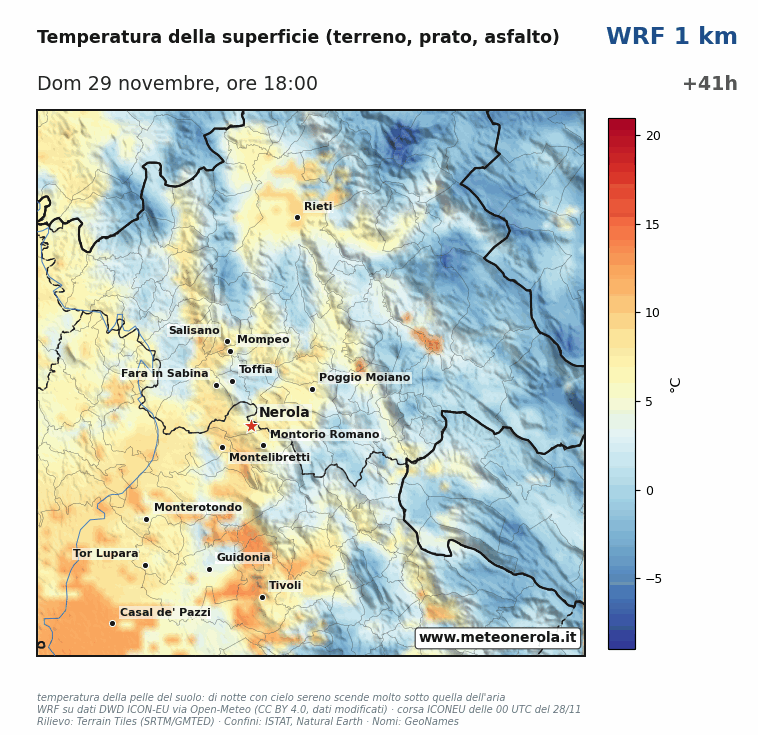 Temperatura della superficie (terreno, prato, asfalto)
WRF 1 km
Dom 29 novembre, ore 18:00
+41h
20
15
10
5
0
−5
°C
Rieti
Salisano
Mompeo
Fara in Sabina
Toffia
Poggio Moiano
Nerola
Montorio Romano
Montelibretti
Monterotondo
Tor Lupara
Guidonia
Tivoli
Casal de' Pazzi
www.meteonerola.it
temperatura della pelle del suolo: di notte con cielo sereno scende molto sotto quella dell'aria
WRF su dati DWD ICON-EU via Open-Meteo (CC BY 4.0, dati modificati) · corsa ICONEU delle 00 UTC del 28/11
Rilievo: Terrain Tiles (SRTM/GMTED) · Confini: ISTAT, Natural Earth · Nomi: GeoNames